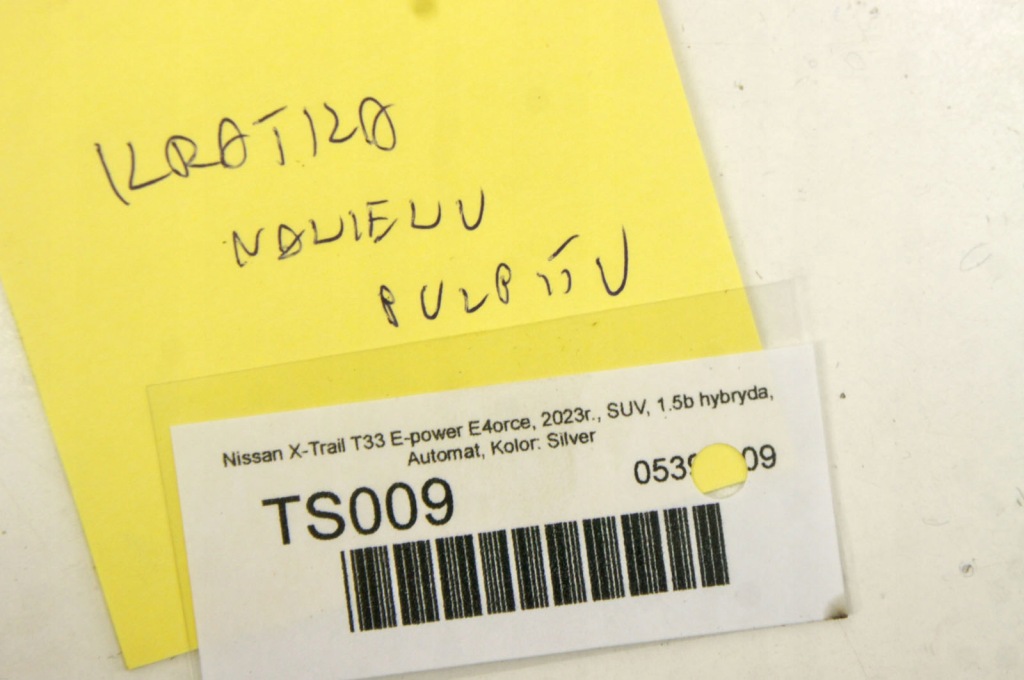 KRATKA
NAWIEWU
PULPITU
Nissan X-Trail T33 E-power E4orce, 2023r., SUV, 1.5b hybryda,
Automat, Kolor: Silver
TS009